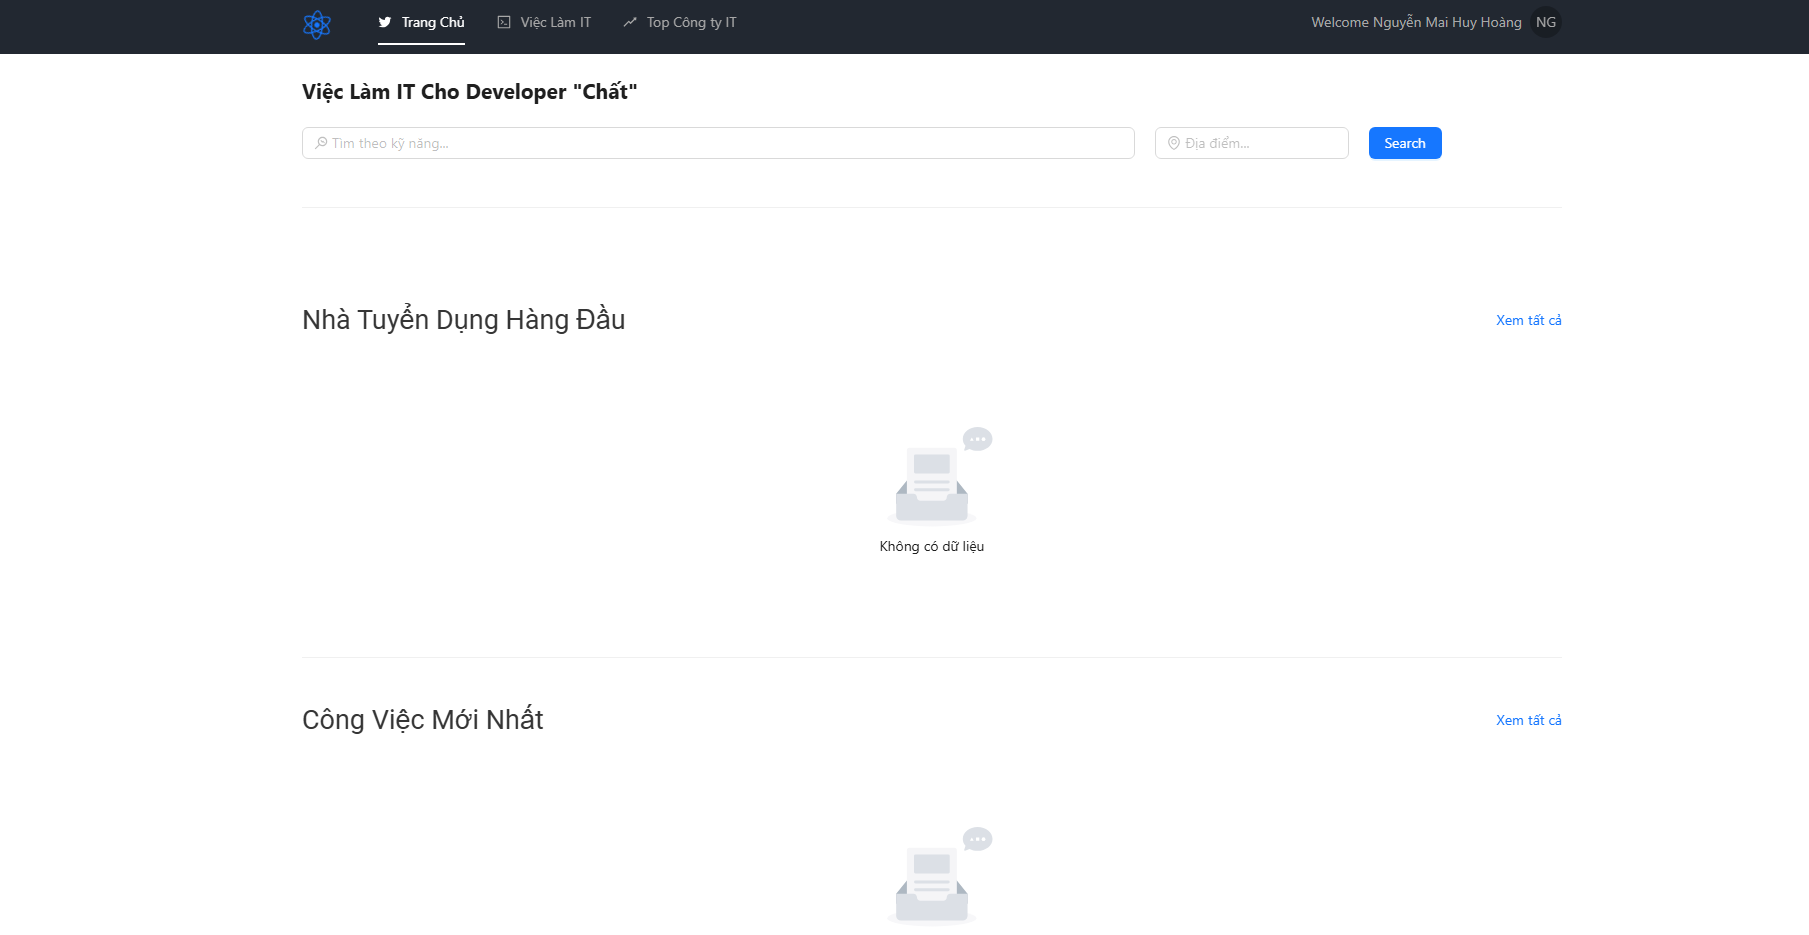 Trang Chủ Việc Làm IT Top Công ty IT Welcome Nguyễn Mai Huy Hoàng NG
Việc Làm IT Cho Developer "Chất"
Tìm theo kỹ năng... Địa điểm... Search
Nhà Tuyển Dụng Hàng Đầu Xem tất cả
Không có dữ liệu
Công Việc Mới Nhất Xem tất cả